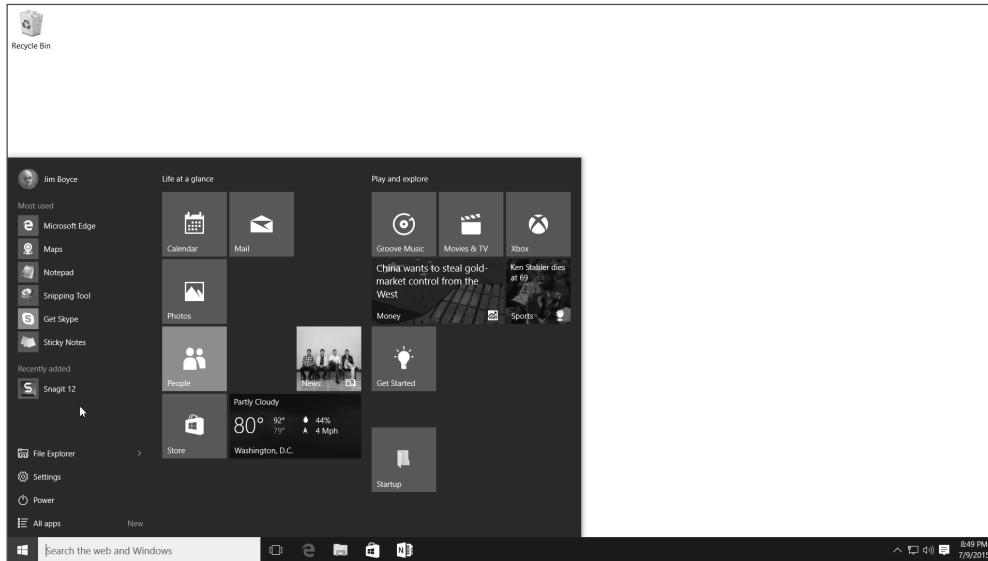 Recycle Bin
Jim Boyce
Most used
Microsoft Edge
Maps
Notepad
Snipping Tool
Get Skype
Sticky Notes
Recently added
Snagit 12
File Explorer
Settings
Power
All apps
New
Life at a glance
Calendar
Mail
Photos
People
News
Store
Partly Cloudy
80° 92° 44%
79° 4 Mph
Washington, D.C.
Play and explore
Groove Music
Movies & TV
Xbox
China wants to steal gold-
market control from the
West
Money
Ken Stabler dies
at 69
Sports
Get Started
Startup
Search the web and Windows
8:49 PM
7/9/2015